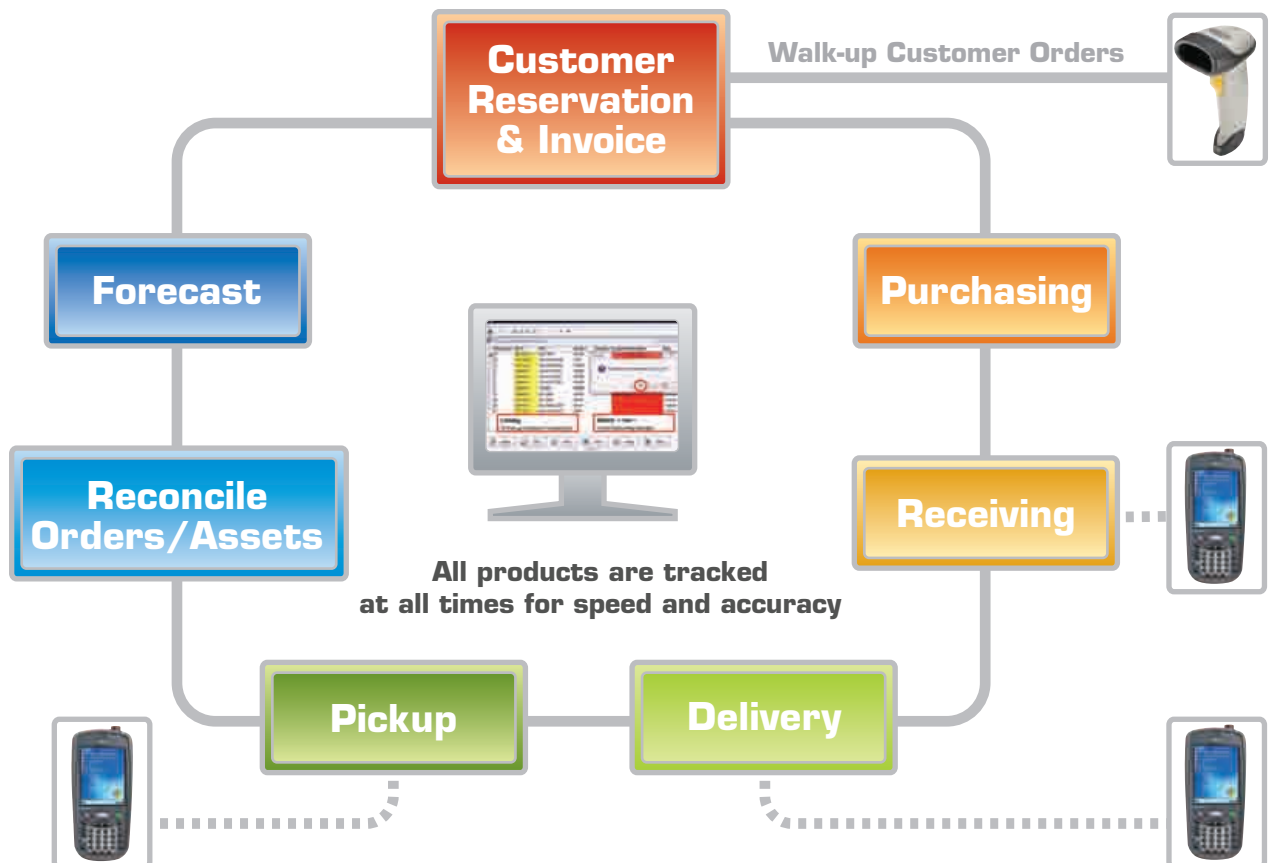 Customer
Reservation
& Invoice
Walk-up Customer Orders
Forecast
Purchasing
Reconcile
Orders/Assets
Receiving
All products are tracked
at all times for speed and accuracy
Pickup
Delivery